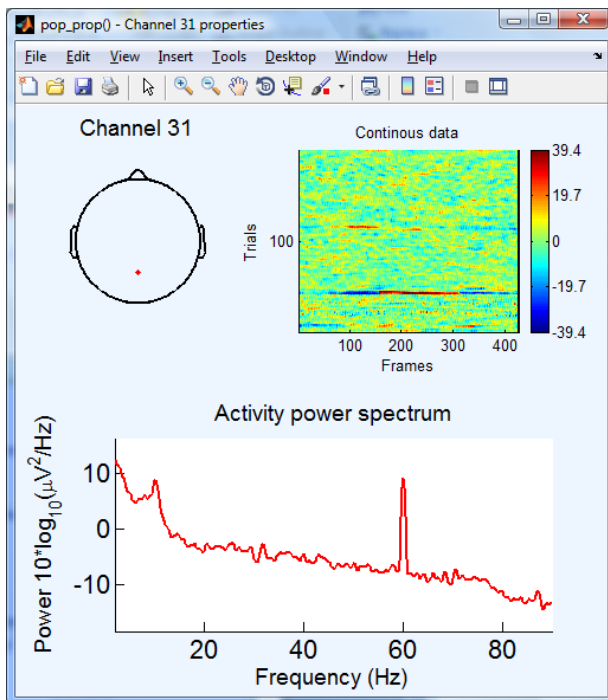 pop_prop() - Channel 31 properties
File Edit View Insert Tools Desktop Window Help
Channel 31
Continous data
Trials
100
100 200 300 400
Frames
39.4
19.7
0
-19.7
-39.4
Activity power spectrum
Power 10*log10(μV2/Hz)
10
0
-10
20 40 60 80
Frequency (Hz)